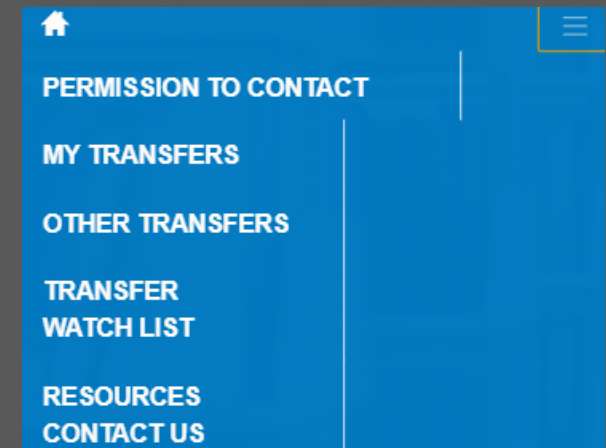 PERMISSION TO CONTACT
MY TRANSFERS
OTHER TRANSFERS
TRANSFER
WATCH LIST
RESOURCES
CONTACT US